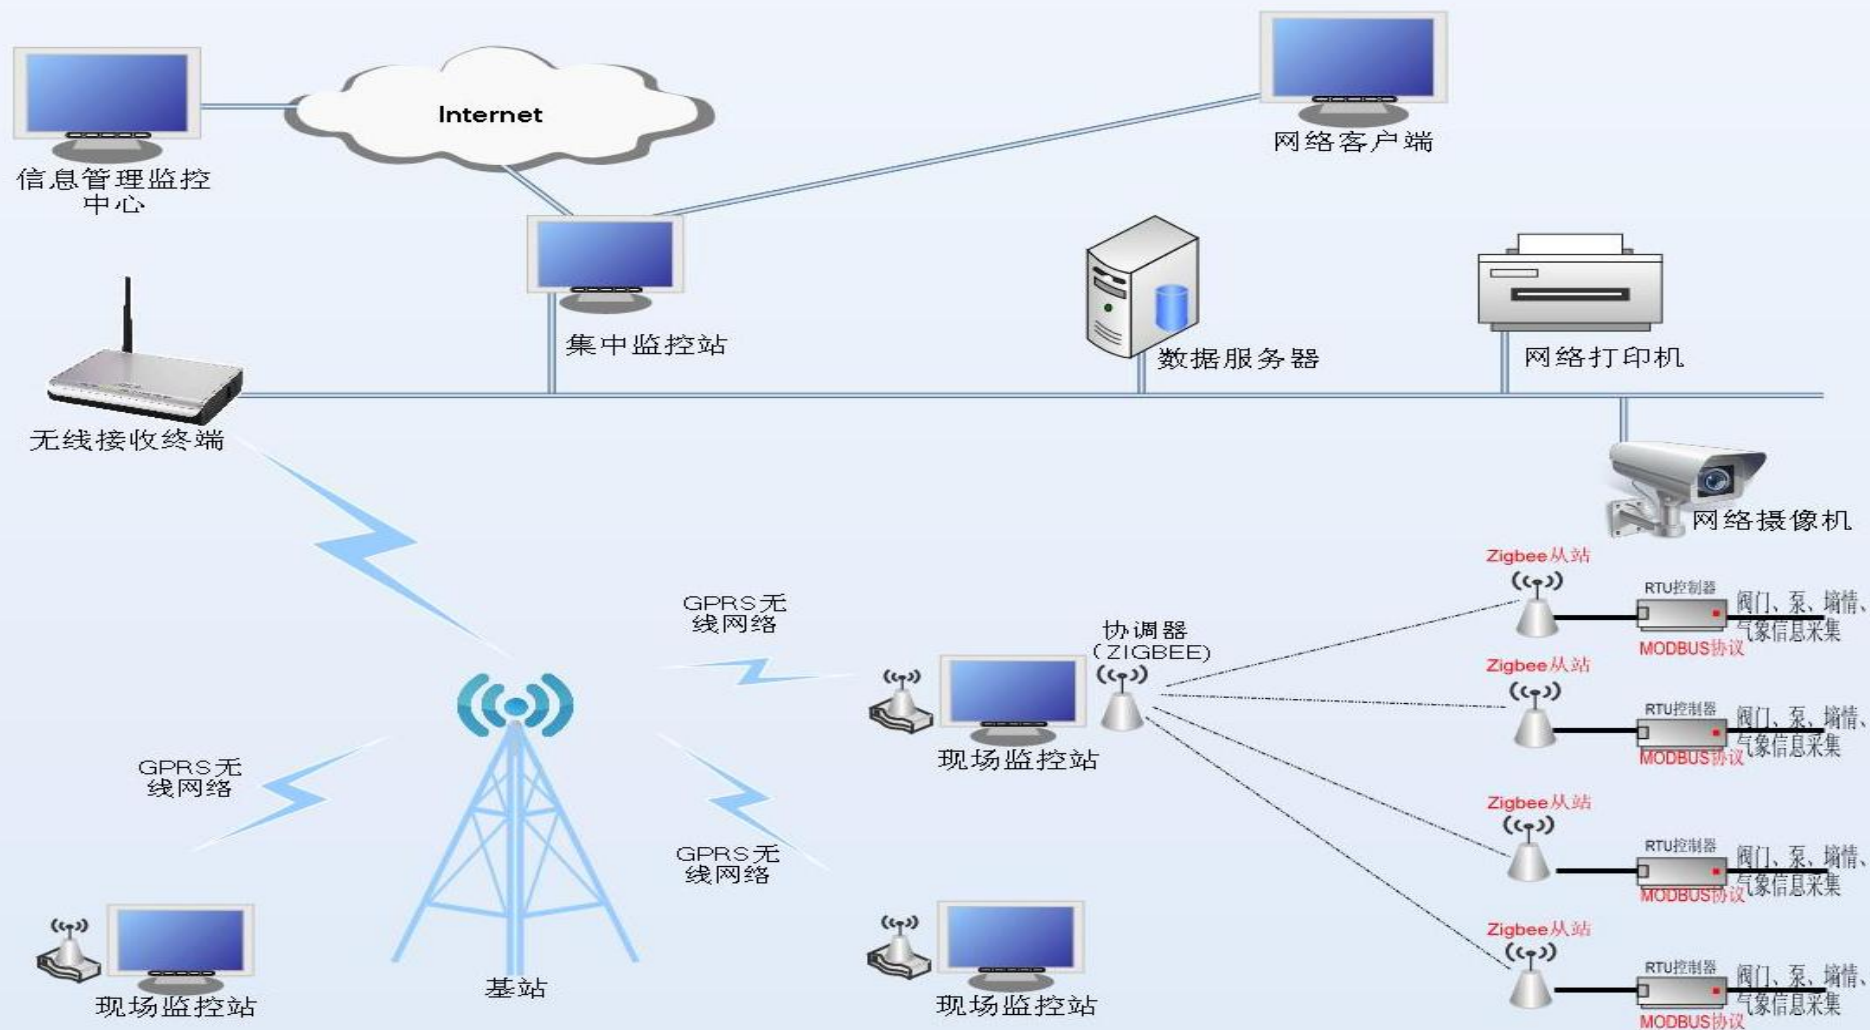 Internet
网络客户端
信息管理监控
中心
集中监控站
数据服务器
网络打印机
无线接收终端
网络摄像机
GPRS无
线网络
协调器
（ZIGBEE）
现场监控站
GPRS无
线网络
GPRS无
线网络
基站
现场监控站
现场监控站
Zigbee从站
RTU控制器
阀门、泵、墒情、
气象信息采集
MODBUS协议
Zigbee从站
RTU控制器
阀门、泵、墒情、
气象信息采集
MODBUS协议
Zigbee从站
RTU控制器
阀门、泵、墒情、
气象信息采集
MODBUS协议
Zigbee从站
RTU控制器
阀门、泵、墒情、
气象信息采集
MODBUS协议